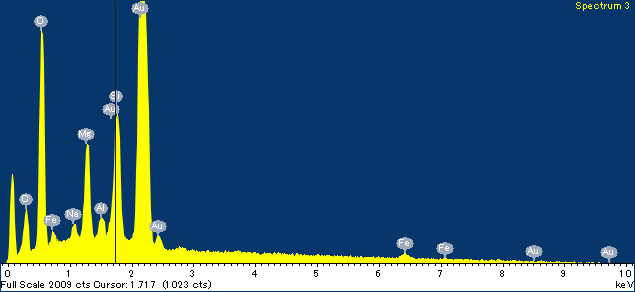 Spectrum 3
Au
O
Si
Au
Mg
O
Fe
Na
Al
Au
Fe
Fe
Au
Au
0 1 2 3 4 5 6 7 8 9 10
Full Scale 2009 cts Cursor: 1.717 (1023 cts) keV